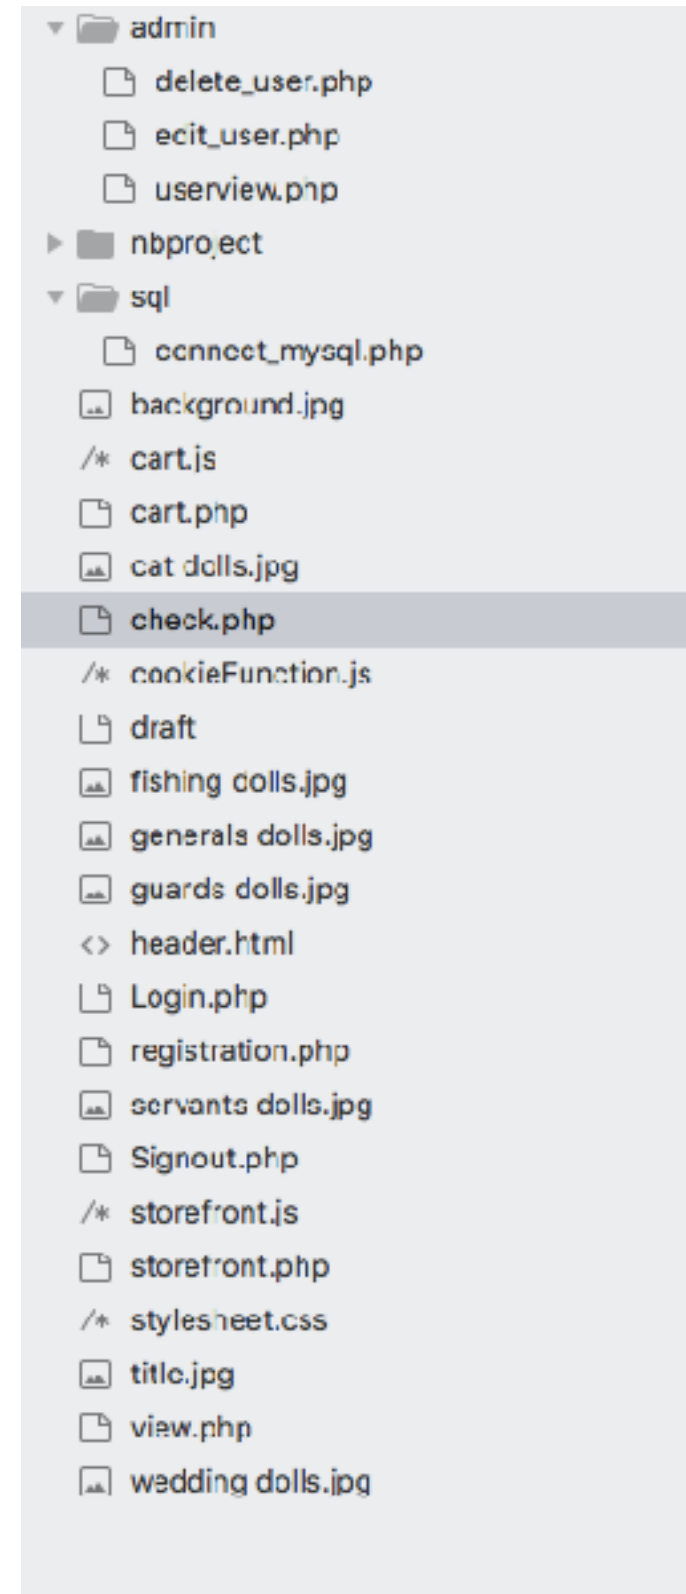 admin
delete_user.php
edit_user.php
userview.php
nbproject
sql
connect_mysql.php
background.jpg
/* cart.js
cart.php
cat dolls.jpg
check.php
/* cookieFunction.js
draft
fishing dolls.jpg
generals dolls.jpg
guards dolls.jpg
<> header.html
Login.php
registration.php
servants dolls.jpg
Signout.php
/* storefront.js
storefront.php
/* stylesheet.css
title.jpg
view.php
wedding dolls.jpg